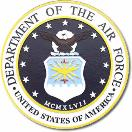 DEPARTMENT OF THE AIR FORCE
MCMXLVII
UNITED STATES OF AMERICA